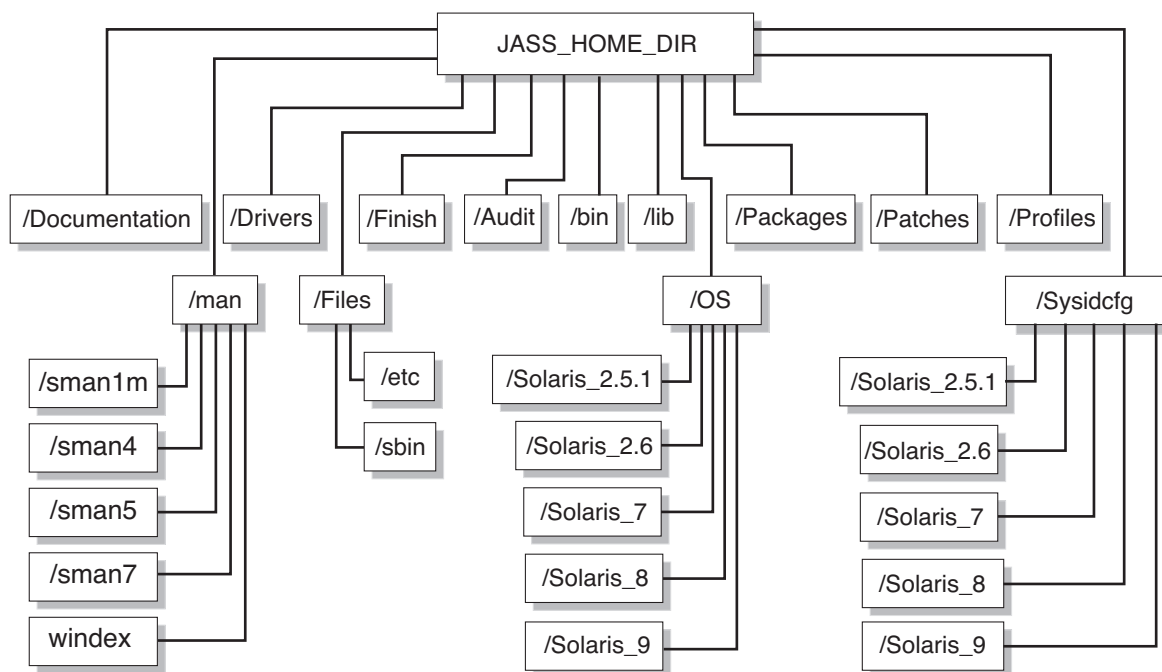 JASS_HOME_DIR
/Documentation
/Drivers
/Finish
/Audit
/bin
/lib
/Packages
/Patches
/Profiles
/man
/Files
/OS
/Sysidcfg
/sman1m
/sman4
/sman5
/sman7
windex
/etc
/sbin
/Solaris_2.5.1
/Solaris_2.6
/Solaris_7
/Solaris_8
/Solaris_9
/Solaris_2.5.1
/Solaris_2.6
/Solaris_7
/Solaris_8
/Solaris_9